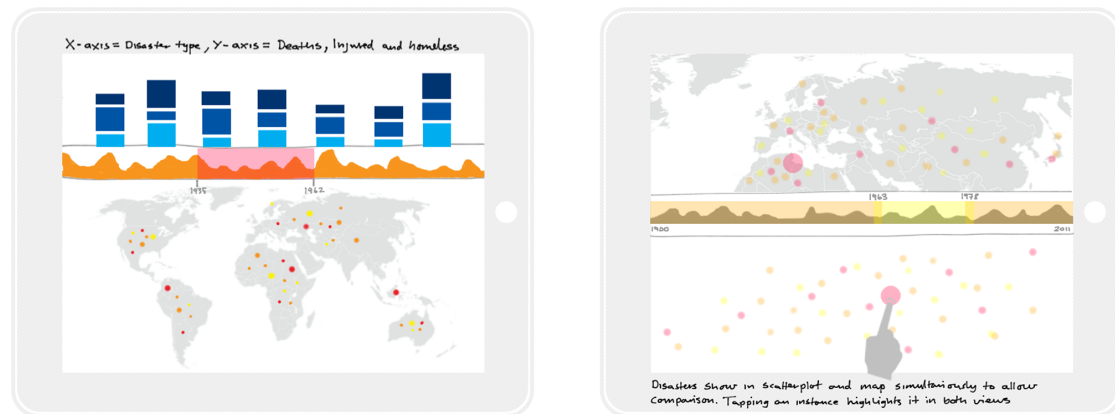 X-axis = Disaster type, Y-axis = Deaths, Injured and homeless
1935 1962
1963 1978
1900 2011
Disasters show in scatterplot and map simultaniously to allow
comparison. Tapping an instance highlights it in both views